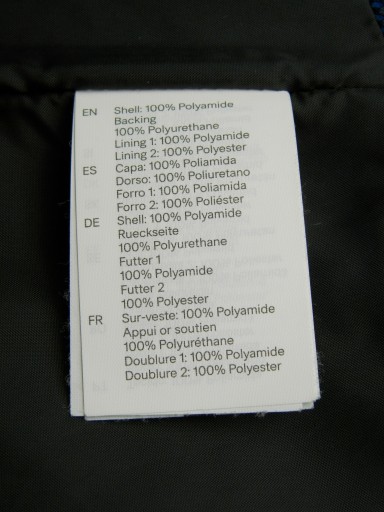 EN Shell: 100% Polyamide
Backing
100% Polyurethane
Lining 1: 100% Polyamide
Lining 2: 100% Polyester
ES Capa: 100% Poliamida
Dorso: 100% Poliuretano
Forro 1: 100% Poliamida
Forro 2: 100% Poliéster
DE Shell: 100% Polyamide
Rueckseite
100% Polyurethane
Futter 1
100% Polyamide
Futter 2
100% Polyester
FR Sur-veste: 100% Polyamide
Appui or soutien
100% Polyuréthane
Doublure 1: 100% Polyamide
Doublure 2: 100% Polyester